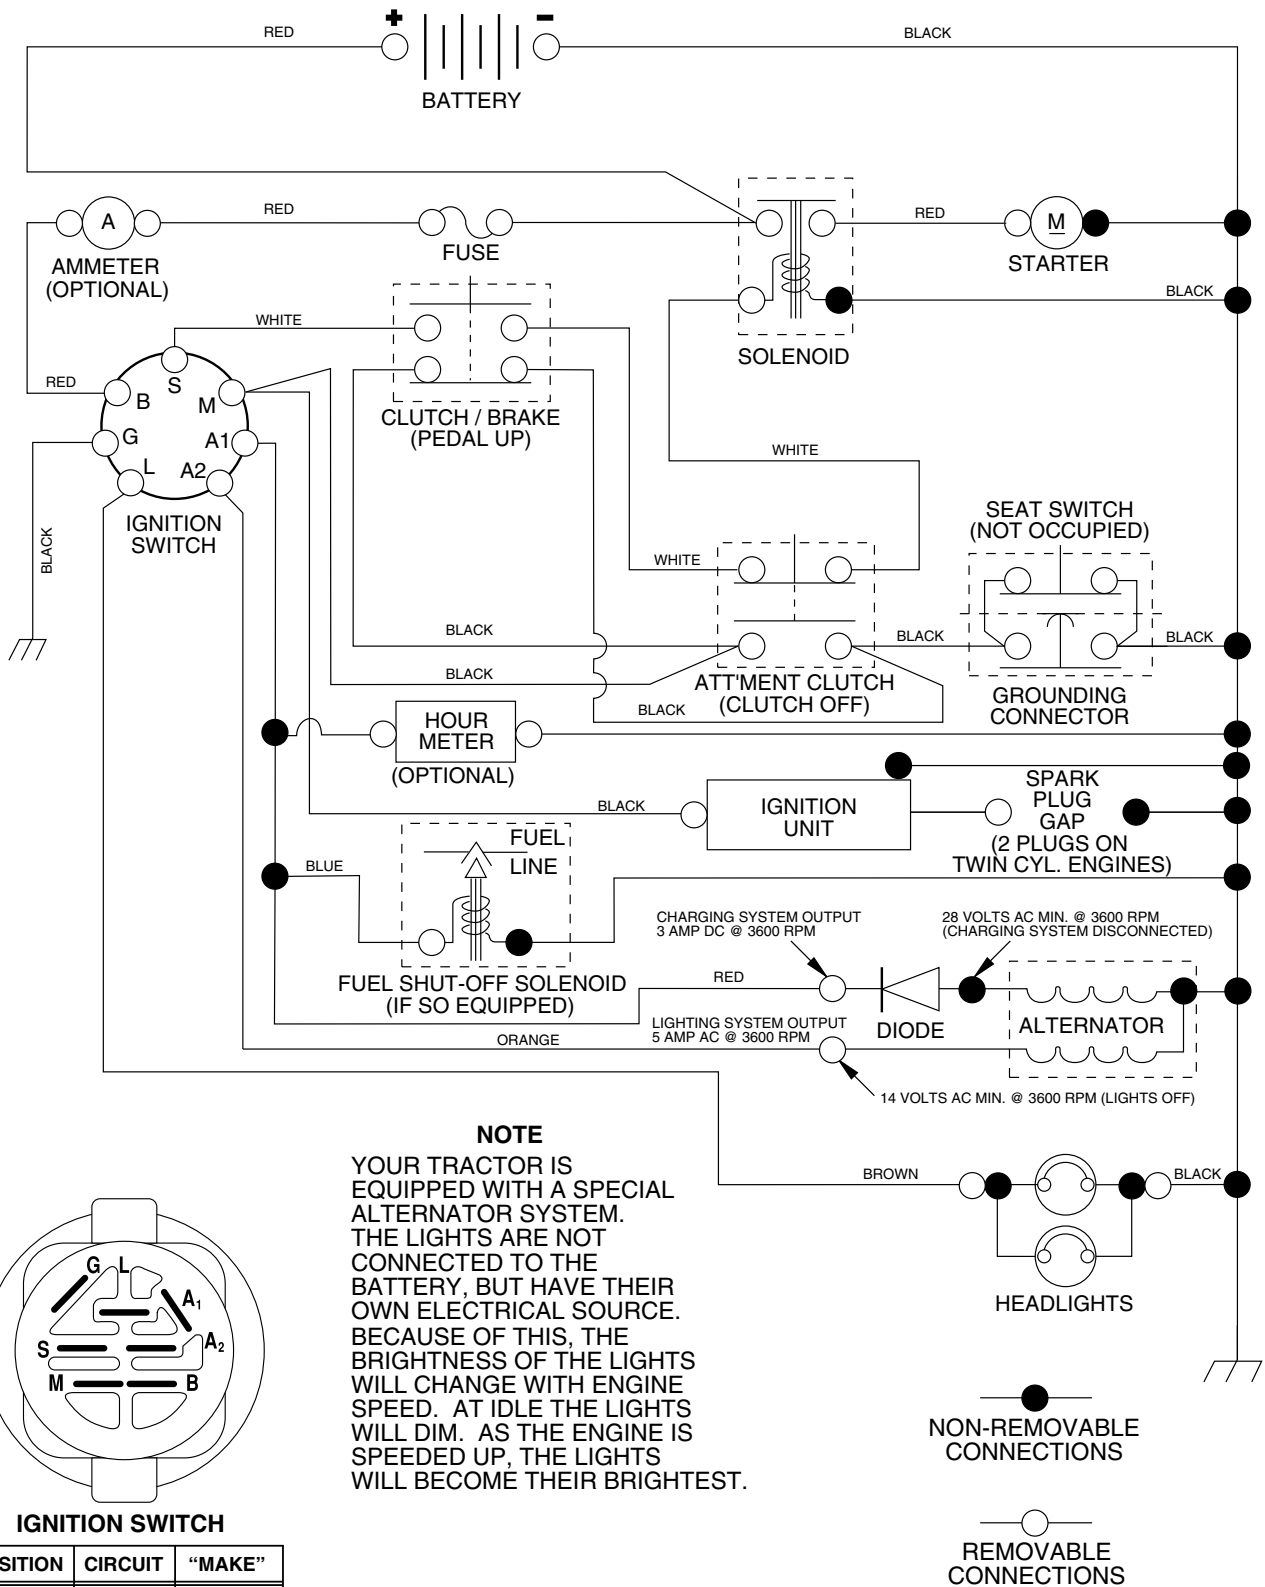 RED
+
−
BLACK
BATTERY
RED
A
AMMETER
(OPTIONAL)
FUSE
RED
M
STARTER
BLACK
SOLENOID
WHITE
RED
S
B
M
G
A1
L
A2
IGNITION
SWITCH
BLACK
CLUTCH / BRAKE
(PEDAL UP)
WHITE
SEAT SWITCH
(NOT OCCUPIED)
WHITE
BLACK
BLACK
BLACK
BLACK
BLACK
ATT'MENT CLUTCH
(CLUTCH OFF)
GROUNDING
CONNECTOR
HOUR
METER
(OPTIONAL)
BLACK
IGNITION
UNIT
SPARK
PLUG
GAP
(2 PLUGS ON
TWIN CYL. ENGINES)
BLUE
FUEL
LINE
FUEL SHUT-OFF SOLENOID
(IF SO EQUIPPED)
CHARGING SYSTEM OUTPUT
3 AMP DC @ 3600 RPM
28 VOLTS AC MIN. @ 3600 RPM
(CHARGING SYSTEM DISCONNECTED)
RED
DIODE
ALTERNATOR
LIGHTING SYSTEM OUTPUT
5 AMP AC @ 3600 RPM
ORANGE
14 VOLTS AC MIN. @ 3600 RPM (LIGHTS OFF)
BROWN
BLACK
HEADLIGHTS
NOTE
YOUR TRACTOR IS
EQUIPPED WITH A SPECIAL
ALTERNATOR SYSTEM.
THE LIGHTS ARE NOT
CONNECTED TO THE
BATTERY, BUT HAVE THEIR
OWN ELECTRICAL SOURCE.
BECAUSE OF THIS, THE
BRIGHTNESS OF THE LIGHTS
WILL CHANGE WITH ENGINE
SPEED. AT IDLE THE LIGHTS
WILL DIM. AS THE ENGINE IS
SPEEDED UP, THE LIGHTS
WILL BECOME THEIR BRIGHTEST.
G L
A1
A2
S
M B
IGNITION SWITCH
SITION CIRCUIT “MAKE”
NON-REMOVABLE
CONNECTIONS
REMOVABLE
CONNECTIONS